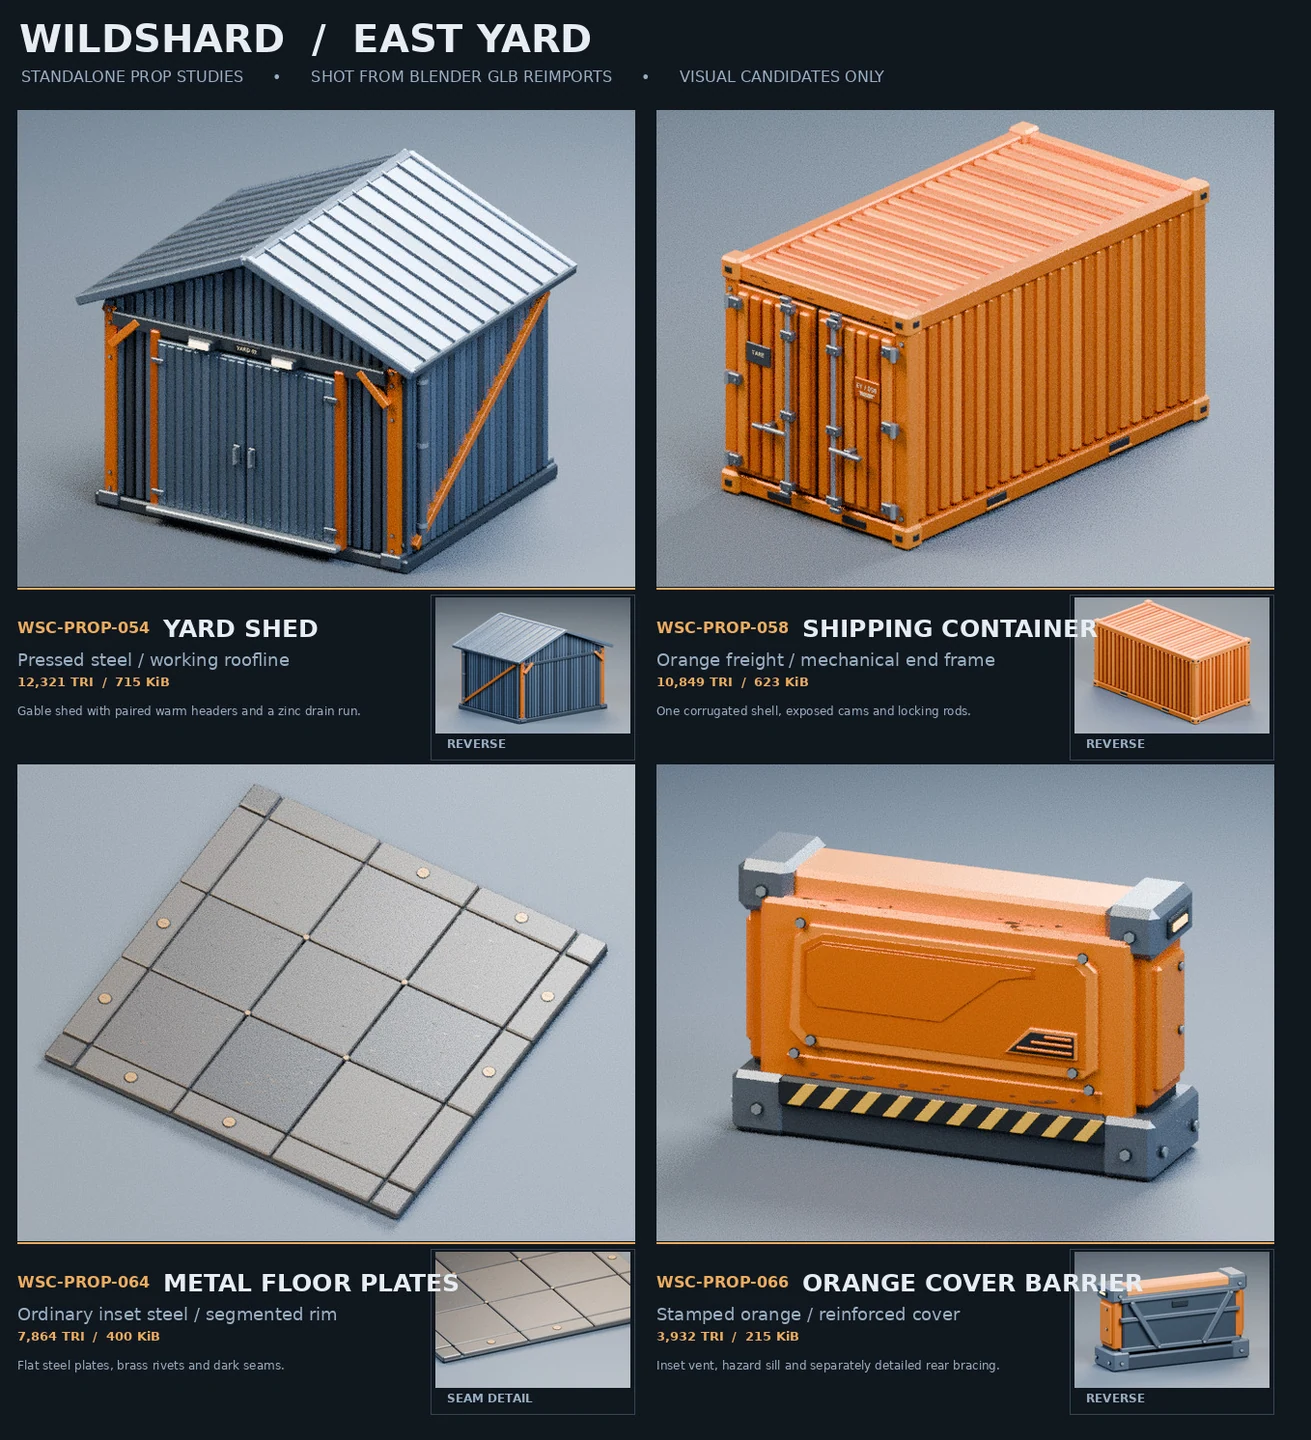 WILDSHARD / EAST YARD
STANDALONE PROP STUDIES • SHOT FROM BLENDER GLB REIMPORTS • VISUAL CANDIDATES ONLY
YARD-03
TARE
WSC-PROP-054 YARD SHED
Pressed steel / working roofline
12,321 TRI / 715 KiB
Gable shed with paired warm headers and a zinc drain run.
REVERSE
WSC-PROP-058 SHIPPING CONTAINER
Orange freight / mechanical end frame
10,849 TRI / 623 KiB
One corrugated shell, exposed cams and locking rods.
REVERSE
WSC-PROP-064 METAL FLOOR PLATES
Ordinary inset steel / segmented rim
7,864 TRI / 400 KiB
Flat steel plates, brass rivets and dark seams.
SEAM DETAIL
WSC-PROP-066 ORANGE COVER BARRIER
Stamped orange / reinforced cover
3,932 TRI / 215 KiB
Inset vent, hazard sill and separately detailed rear bracing.
REVERSE